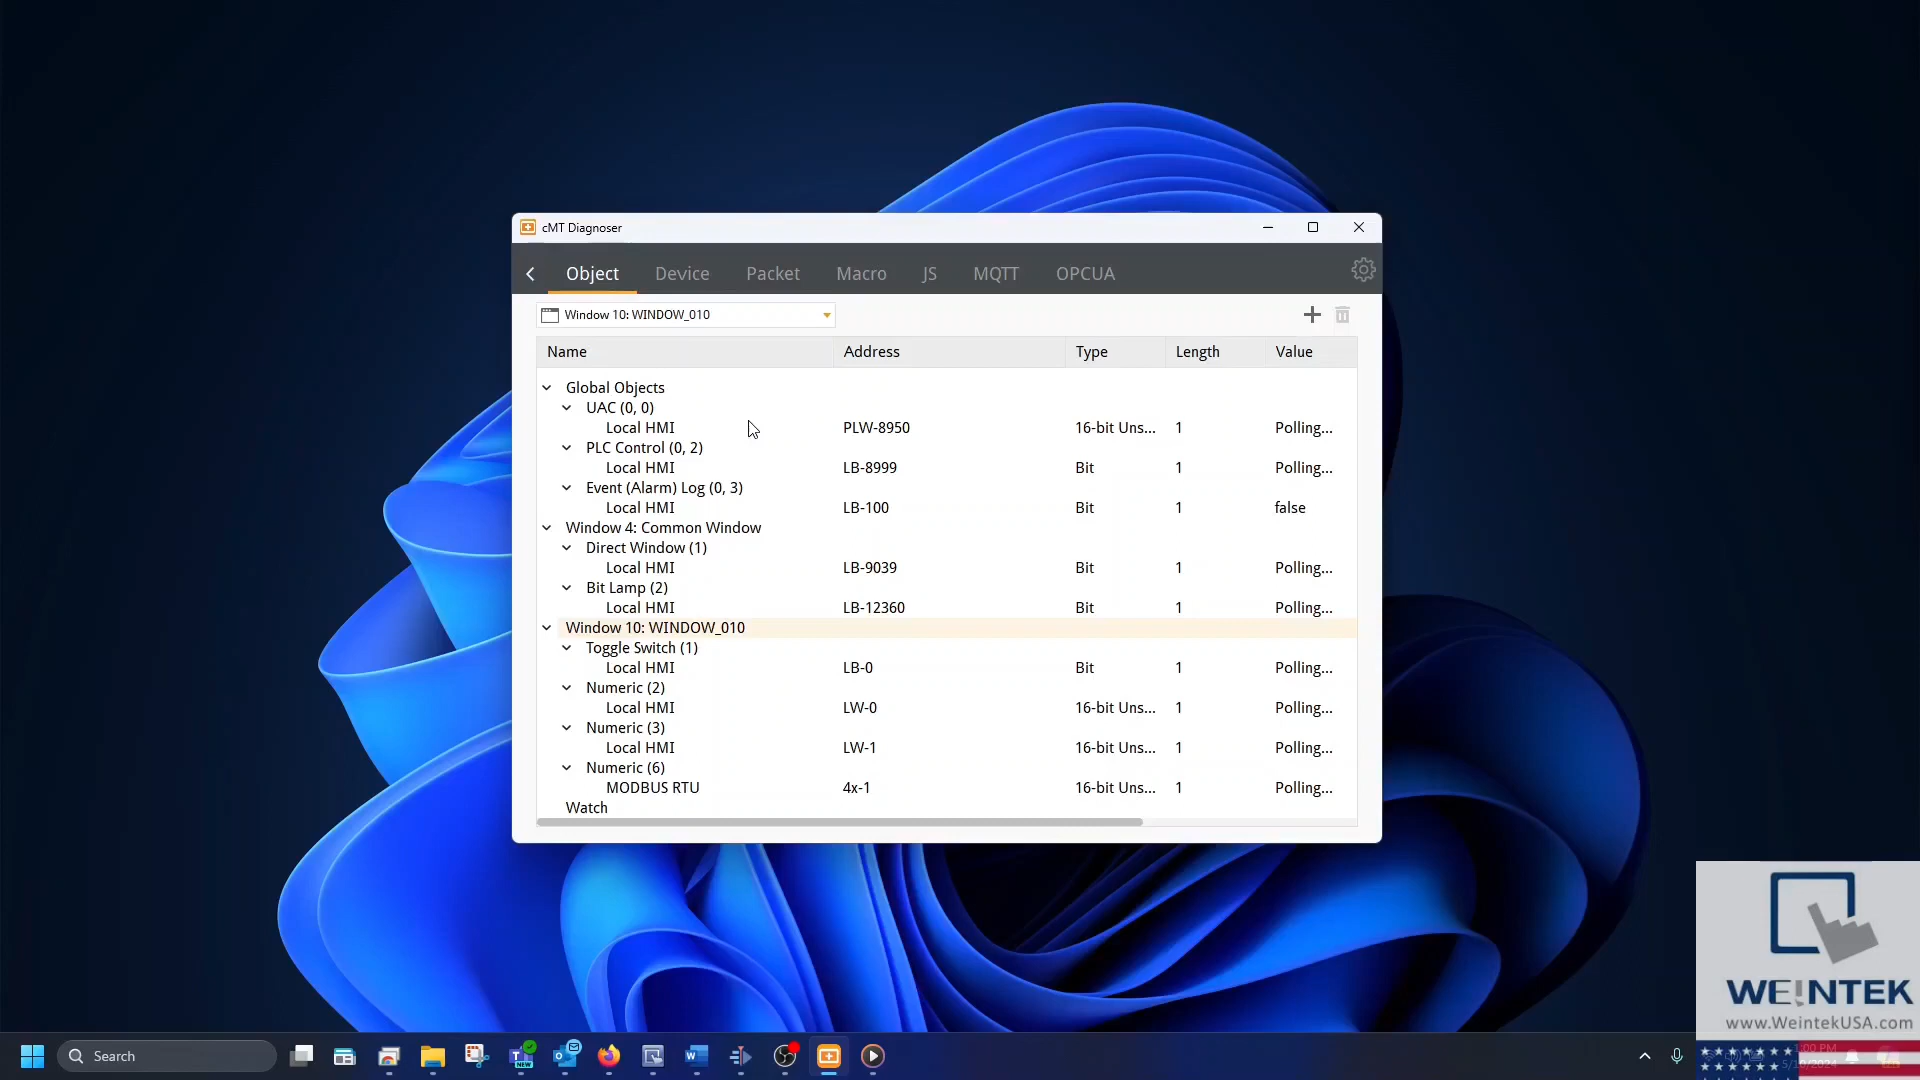 cMT Diagnoser
Object Device Packet Macro JS MQTT OPCUA
Window 10: WINDOW_010
Name Address Type Length Value
Global Objects
UAC (0, 0)
Local HMI PLW-8950 16-bit Uns... 1 Polling...
PLC Control (0, 2)
Local HMI LB-8999 Bit 1 Polling...
Event (Alarm) Log (0, 3)
Local HMI LB-100 Bit 1 false
Window 4: Common Window
Direct Window (1)
Local HMI LB-9039 Bit 1 Polling...
Bit Lamp (2)
Local HMI LB-12360 Bit 1 Polling...
Window 10: WINDOW_010
Toggle Switch (1)
Local HMI LB-0 Bit 1 Polling...
Numeric (2)
Local HMI LW-0 16-bit Uns... 1 Polling...
Numeric (3)
Local HMI LW-1 16-bit Uns... 1 Polling...
Numeric (6)
MODBUS RTU 4x-1 16-bit Uns... 1 Polling...
Watch
WE!NTEK
www.WeintekUSA.com
Search